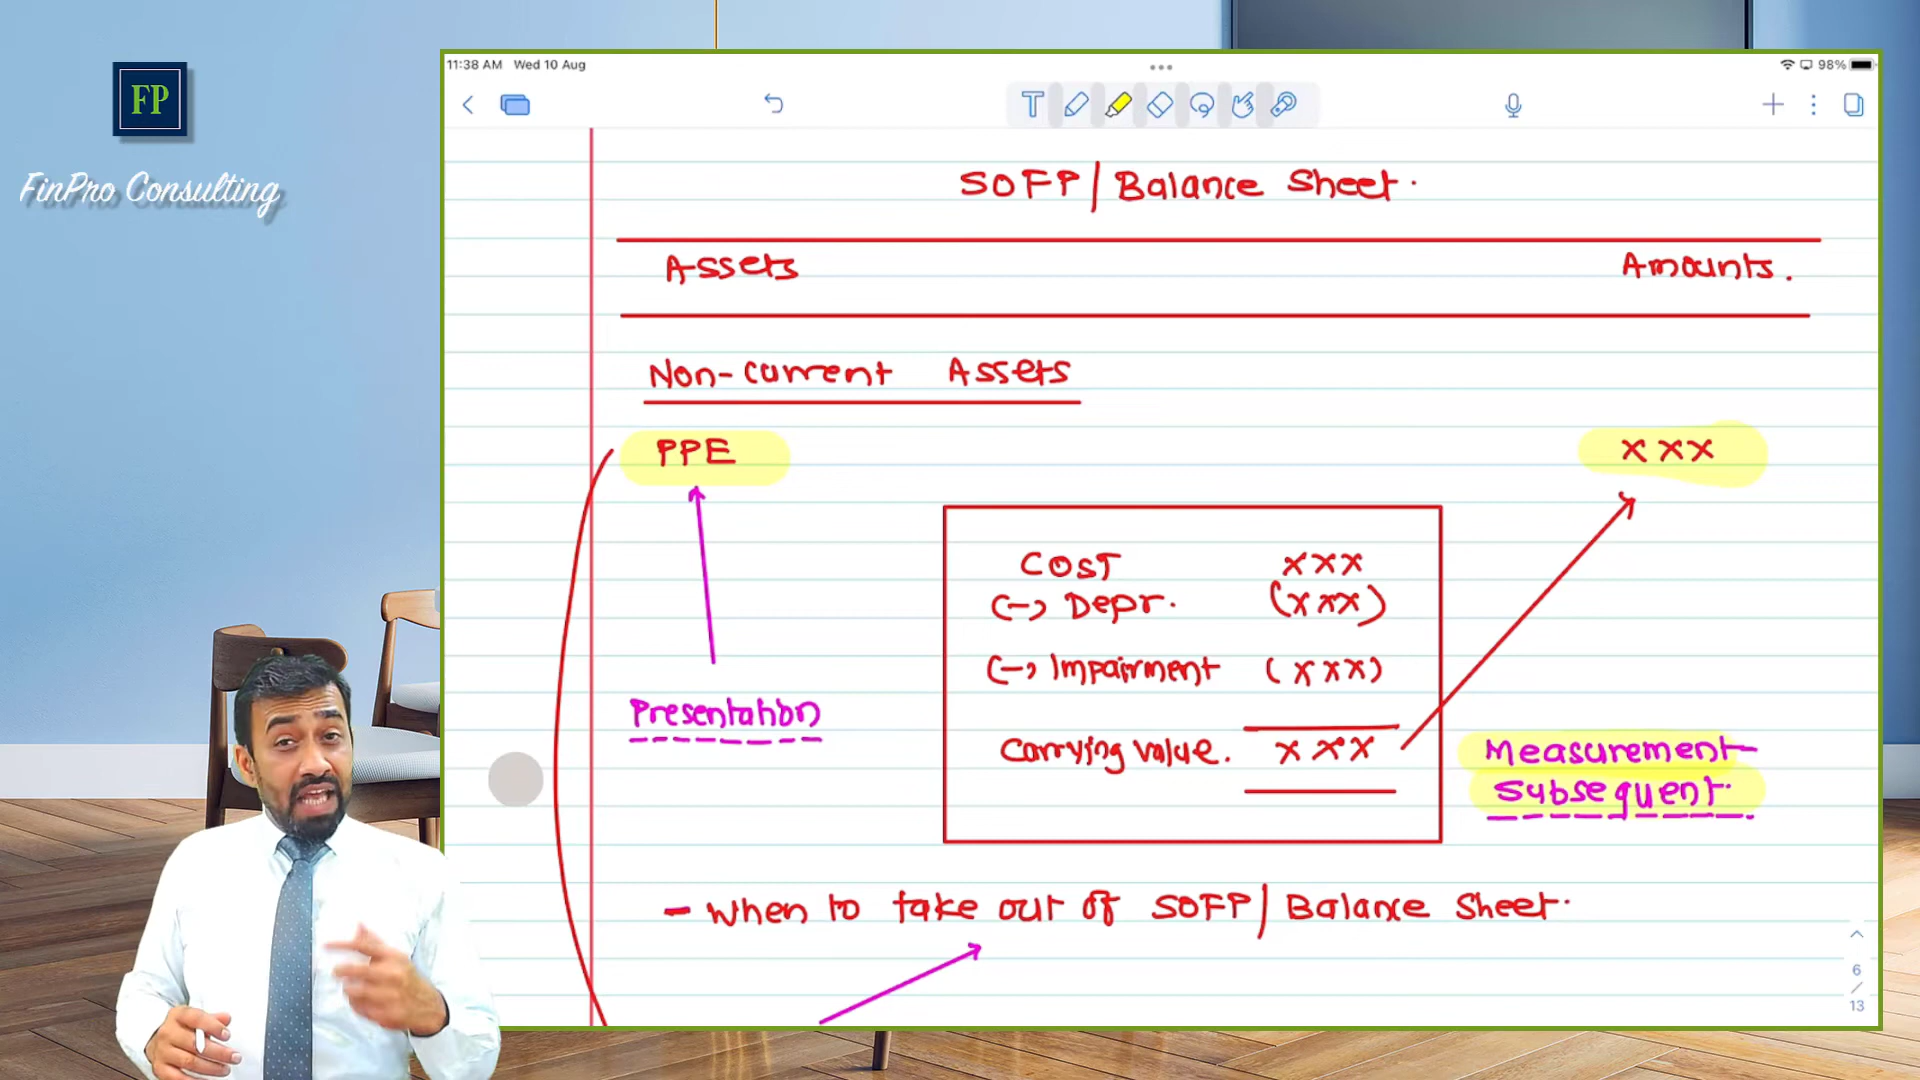 FP
FinPro Consulting
11:38 AM Wed 10 Aug
98%
T
SOFP | Balance Sheet.
Assets Amounts.
Non-current Assets
PPE xxx
COST xxx
(-) Depr. (xxx)
(-) Impairment (xxx)
Carrying value. xxx
Presentation
Measurement
Subsequent.
- When to take out of SOFP | Balance Sheet.
6
/
13